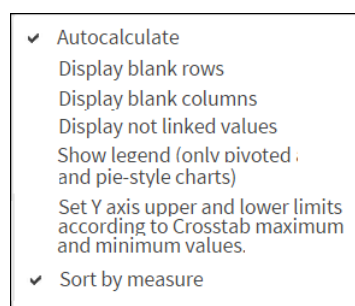 Autocalculate
Display blank rows
Display blank columns
Display not linked values
Show legend (only pivoted
and pie-style charts)
Set Y axis upper and lower limits
according to Crosstab maximum
and minimum values.
Sort by measure